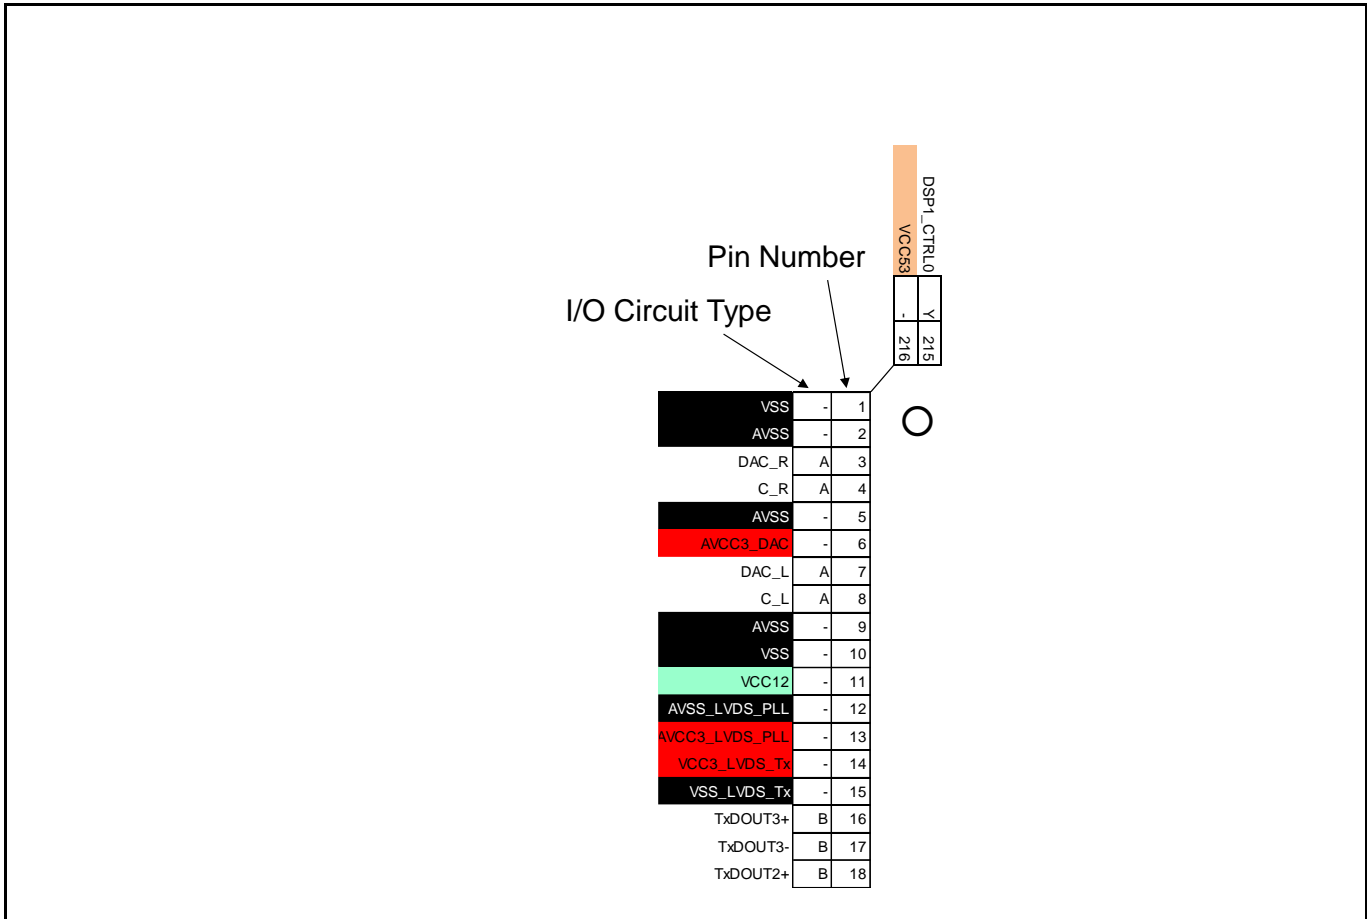 DSP1_CTRL0 Y 215
VCC53 - 216
Pin Number
I/O Circuit Type
VSS - 1
AVSS - 2
DAC_R A 3
C_R A 4
AVSS - 5
AVCC3_DAC - 6
DAC_L A 7
C_L A 8
AVSS - 9
VSS - 10
VCC12 - 11
AVSS_LVDS_PLL - 12
AVCC3_LVDS_PLL - 13
VCC3_LVDS_Tx - 14
VSS_LVDS_Tx - 15
TxDOUT3+ B 16
TxDOUT3- B 17
TxDOUT2+ B 18